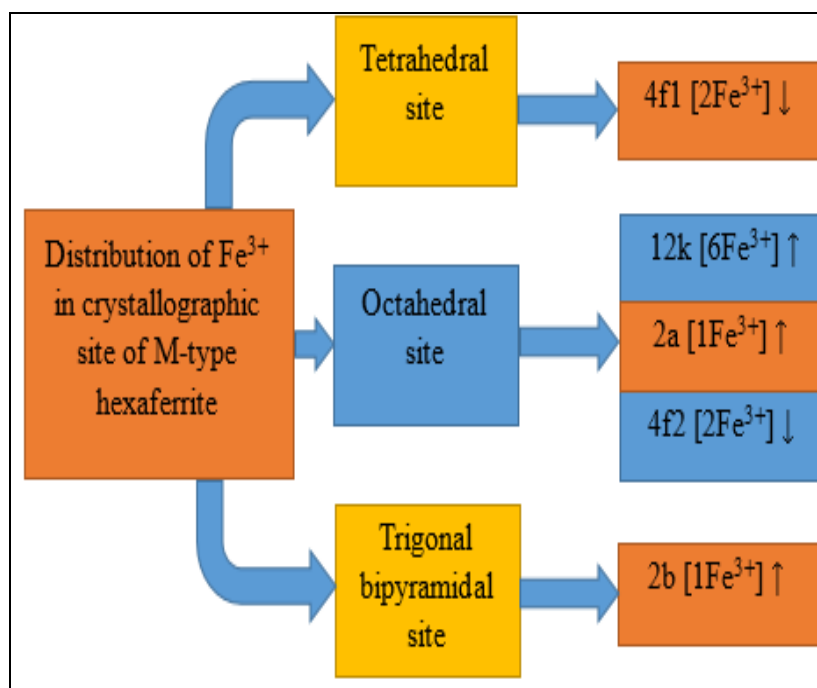 Tetrahedral
site
4f1 [2Fe³⁺] ↓
Distribution of Fe³⁺
in crystallographic
site of M-type
hexaferrite
Octahedral
site
12k [6Fe³⁺] ↑
2a [1Fe³⁺] ↑
4f2 [2Fe³⁺] ↓
Trigonal
bipyramidal
site
2b [1Fe³⁺] ↑